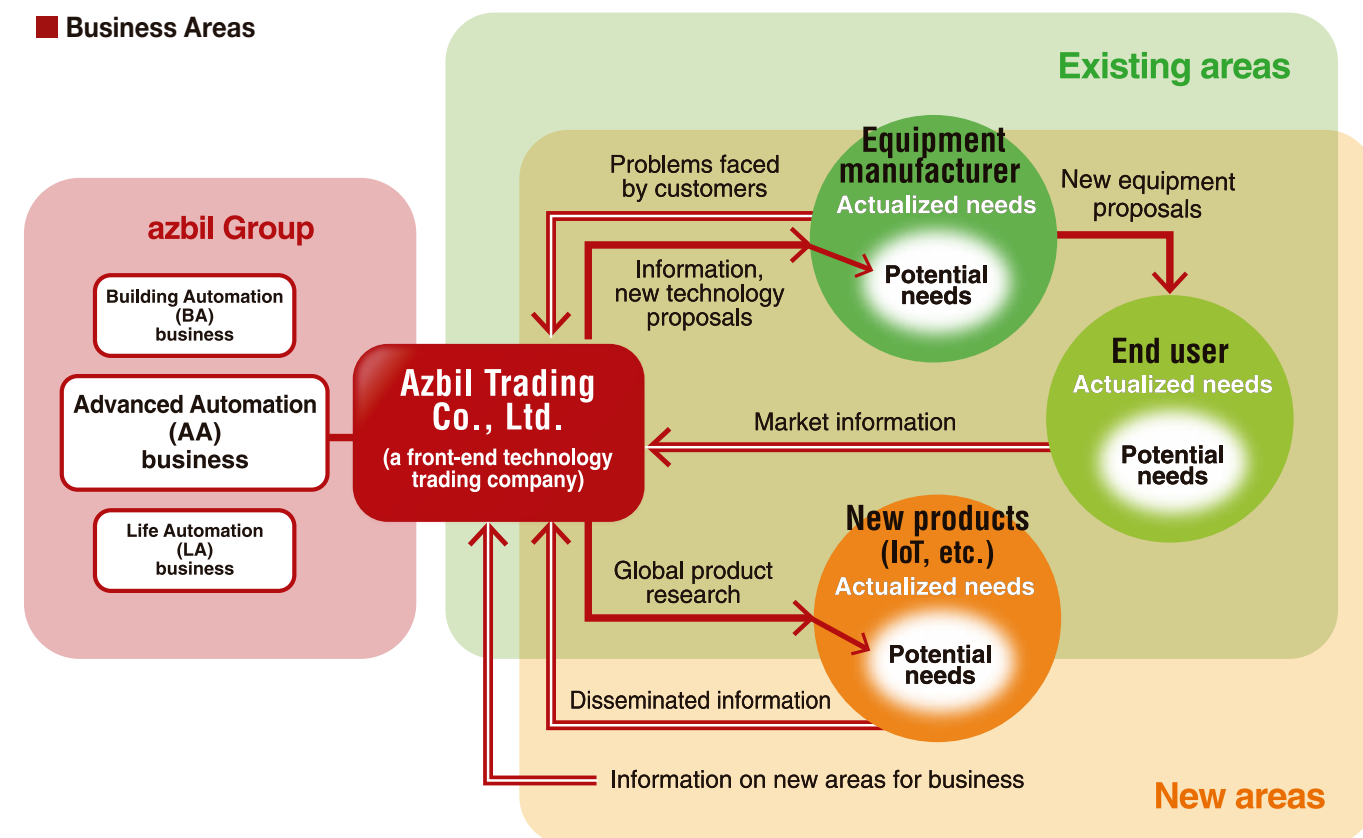 Business Areas
Existing areas
Equipment
manufacturer
Actualized needs
Potential
needs
Problems faced
by customers
New equipment
proposals
azbil Group
Building Automation
(BA)
business
Information,
new technology
proposals
Advanced Automation
(AA)
business
Azbil Trading
Co., Ltd.
(a front-end technology
trading company)
End user
Actualized needs
Potential
needs
Market information
Life Automation
(LA)
business
New products
(IoT, etc.)
Actualized needs
Potential
needs
Global product
research
Disseminated information
Information on new areas for business
New areas